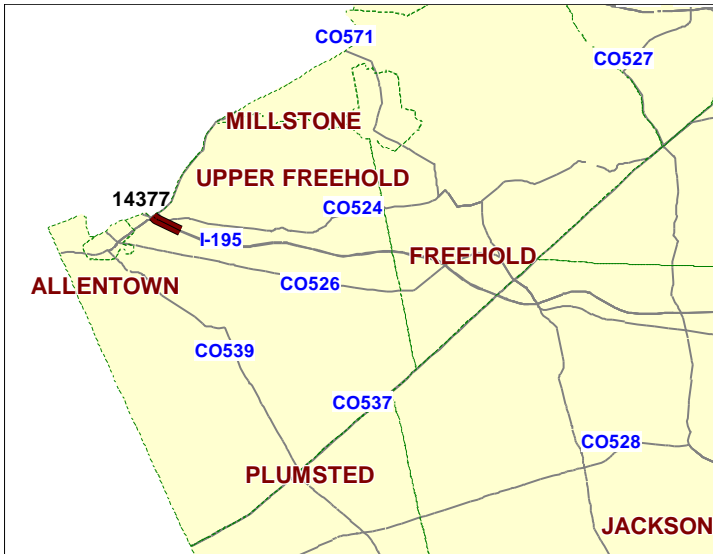 CO571
CO527
MILLSTONE
UPPER FREEHOLD
14377
CO524
I-195
FREEHOLD
ALLENTOWN
CO526
CO539
CO537
CO528
PLUMSTED
JACKSON